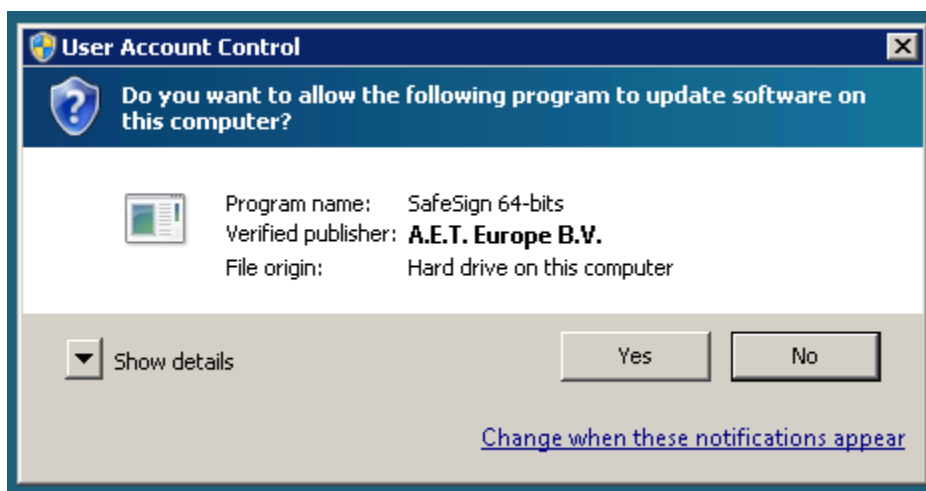 User Account Control
Do you want to allow the following program to update software on
this computer?
Program name: SafeSign 64-bits
Verified publisher: A.E.T. Europe B.V.
File origin: Hard drive on this computer
Show details
Yes
No
Change when these notifications appear